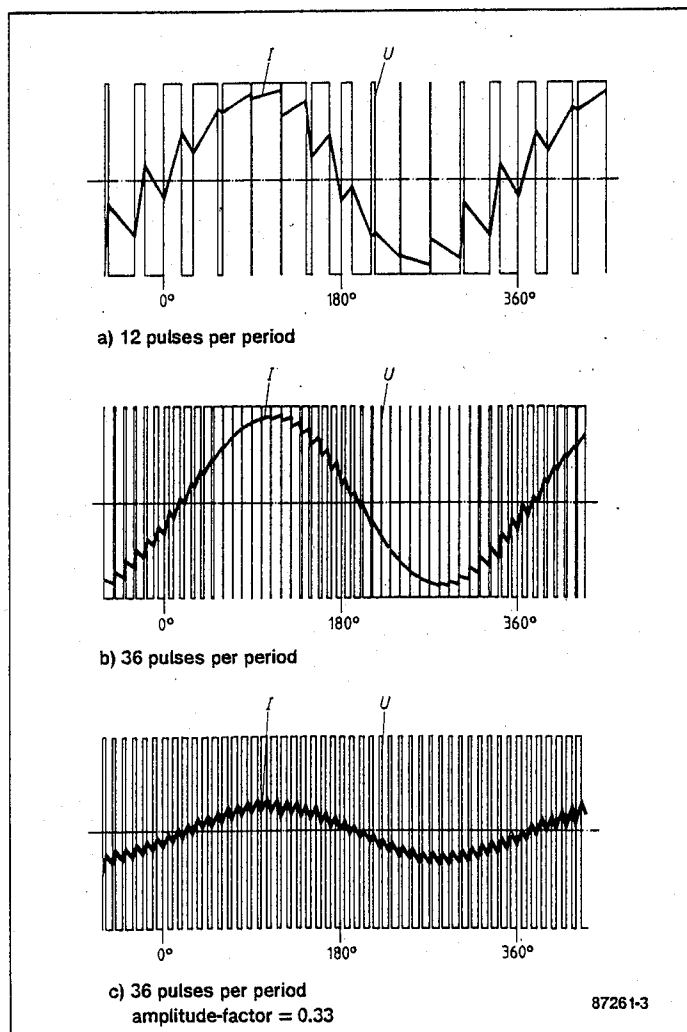 I U
0° 180° 360°
a) 12 pulses per period
I U
0° 180° 360°
b) 36 pulses per period
I U
0° 180° 360°
c) 36 pulses per period
amplitude-factor = 0.33
87261-3